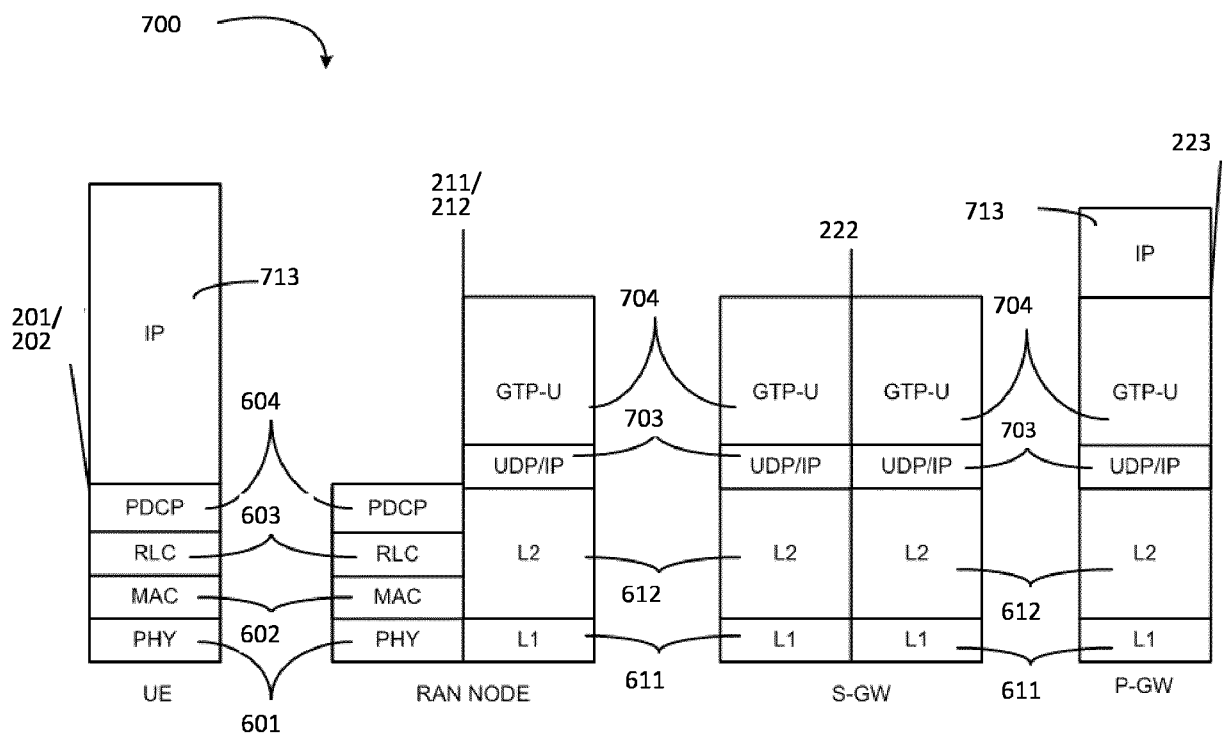 700
223
211/
212
713
IP
222
713
704
704
201/
202
IP
604
GTP-U
GTP-U
GTP-U
GTP-U
703
703
UDP/IP
UDP/IP
UDP/IP
UDP/IP
PDCP
603
PDCP
RLC
RLC
L2
L2
L2
L2
MAC
MAC
612
612
602
PHY
PHY
L1
L1
L1
L1
611
611
UE
RAN NODE
S-GW
P-GW
601